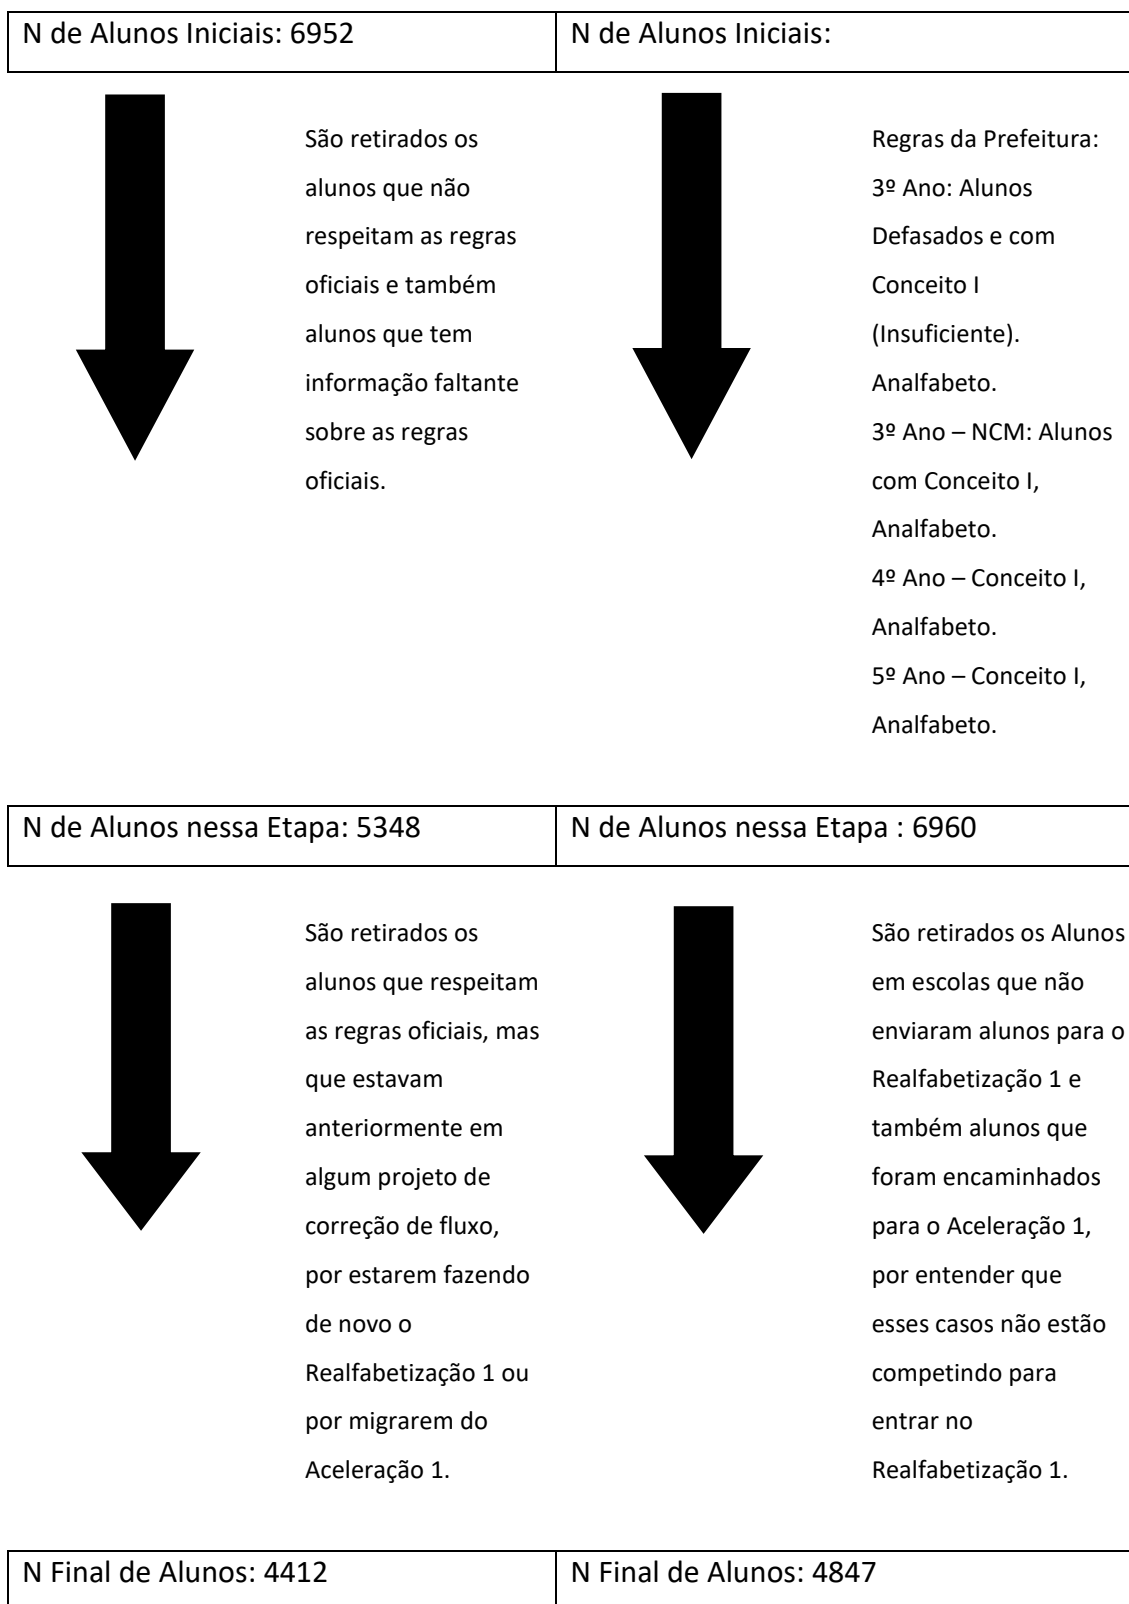 N de Alunos Iniciais: 6952
N de Alunos Iniciais:
São retirados os
alunos que não
respeitam as regras
oficiais e também
alunos que tem
informação faltante
sobre as regras
oficiais.
Regras da Prefeitura:
3º Ano: Alunos
Defasados e com
Conceito I
(Insuficiente).
Analfabeto.
3º Ano – NCM: Alunos
com Conceito I,
Analfabeto.
4º Ano – Conceito I,
Analfabeto.
5º Ano – Conceito I,
Analfabeto.
N de Alunos nessa Etapa: 5348
N de Alunos nessa Etapa : 6960
São retirados os
alunos que respeitam
as regras oficiais, mas
que estavam
anteriormente em
algum projeto de
correção de fluxo,
por estarem fazendo
de novo o
Realfabetização 1 ou
por migrarem do
Aceleração 1.
São retirados os Alunos
em escolas que não
enviaram alunos para o
Realfabetização 1 e
também alunos que
foram encaminhados
para o Aceleração 1,
por entender que
esses casos não estão
competindo para
entrar no
Realfabetização 1.
N Final de Alunos: 4412
N Final de Alunos: 4847